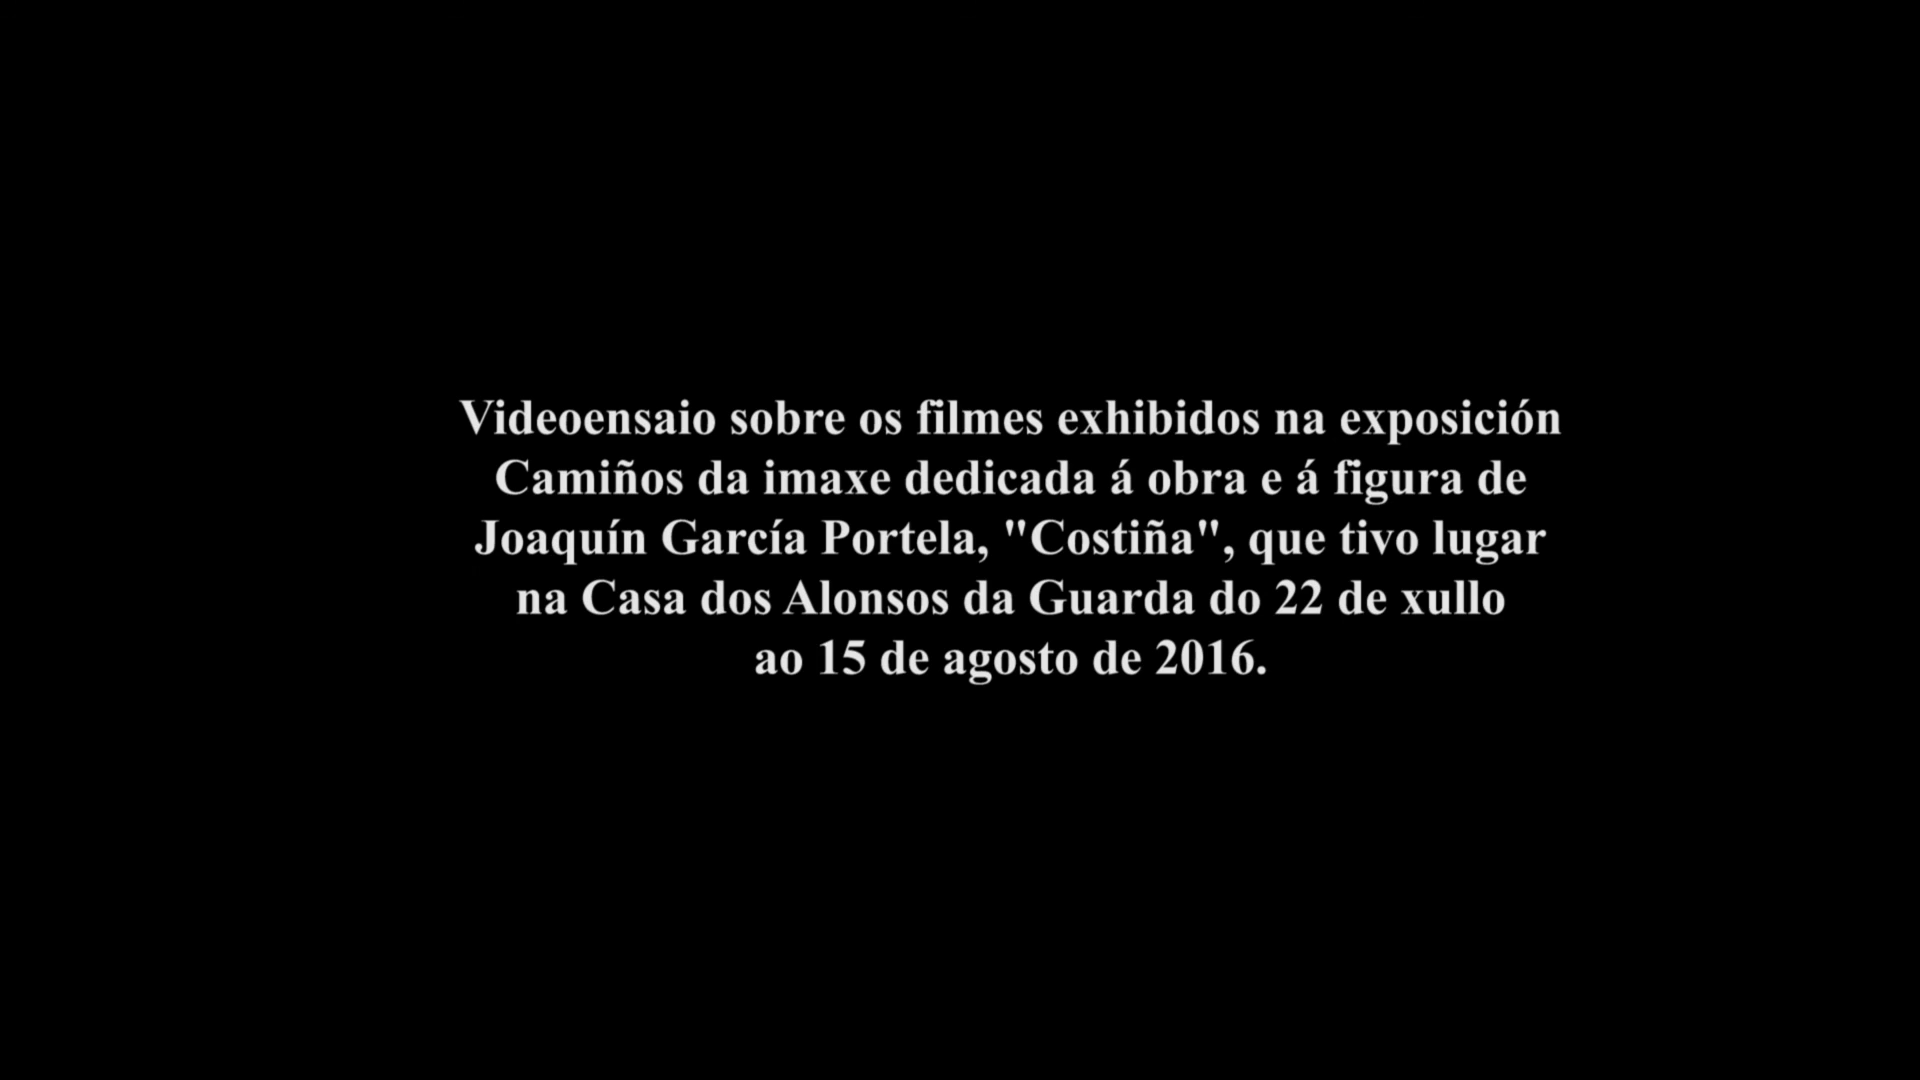 Videoensaio sobre os filmes exhibidos na exposición
Camiños da imaxe dedicada á obra e á figura de
Joaquín García Portela, "Costiña", que tivo lugar
na Casa dos Alonsos da Guarda do 22 de xullo
ao 15 de agosto de 2016.